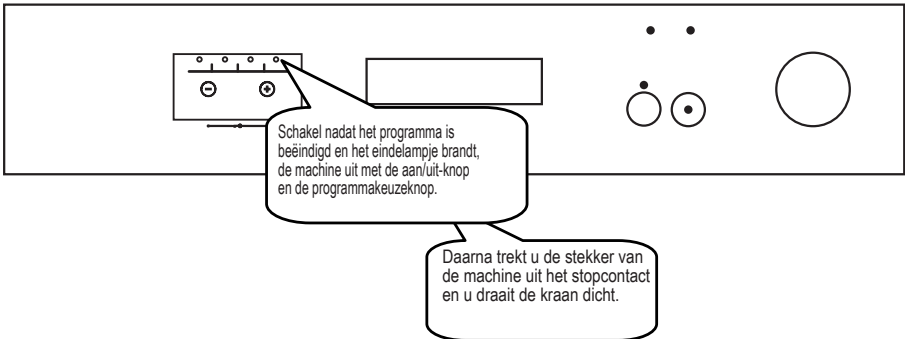 Schakel nadat het programma is
beëindigd en het eindelampje brandt,
de machine uit met de aan/uit-knop
en de programmakeuzeknop.
Daarna trekt u de stekker van
de machine uit het stopcontact
en u draait de kraan dicht.